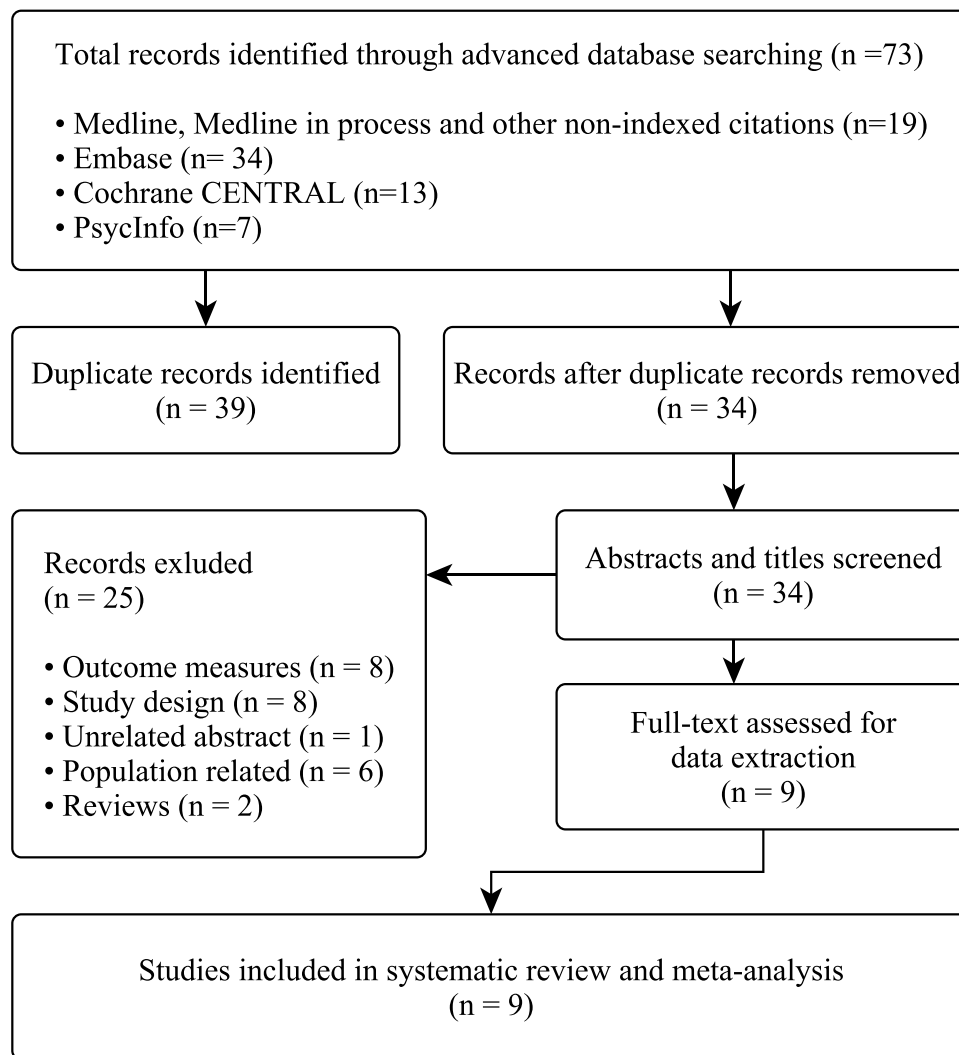 Total records identified through advanced database searching (n =73)
• Medline, Medline in process and other non-indexed citations (n=19)
• Embase (n= 34)
• Cochrane CENTRAL (n=13)
• PsycInfo (n=7)
Duplicate records identified
(n = 39)
Records after duplicate records removed
(n = 34)
Records exluded
(n = 25)
• Outcome measures (n = 8)
• Study design (n = 8)
• Unrelated abstract (n = 1)
• Population related (n = 6)
• Reviews (n = 2)
Abstracts and titles screened
(n = 34)
Full-text assessed for
data extraction
(n = 9)
Studies included in systematic review and meta-analysis
(n = 9)